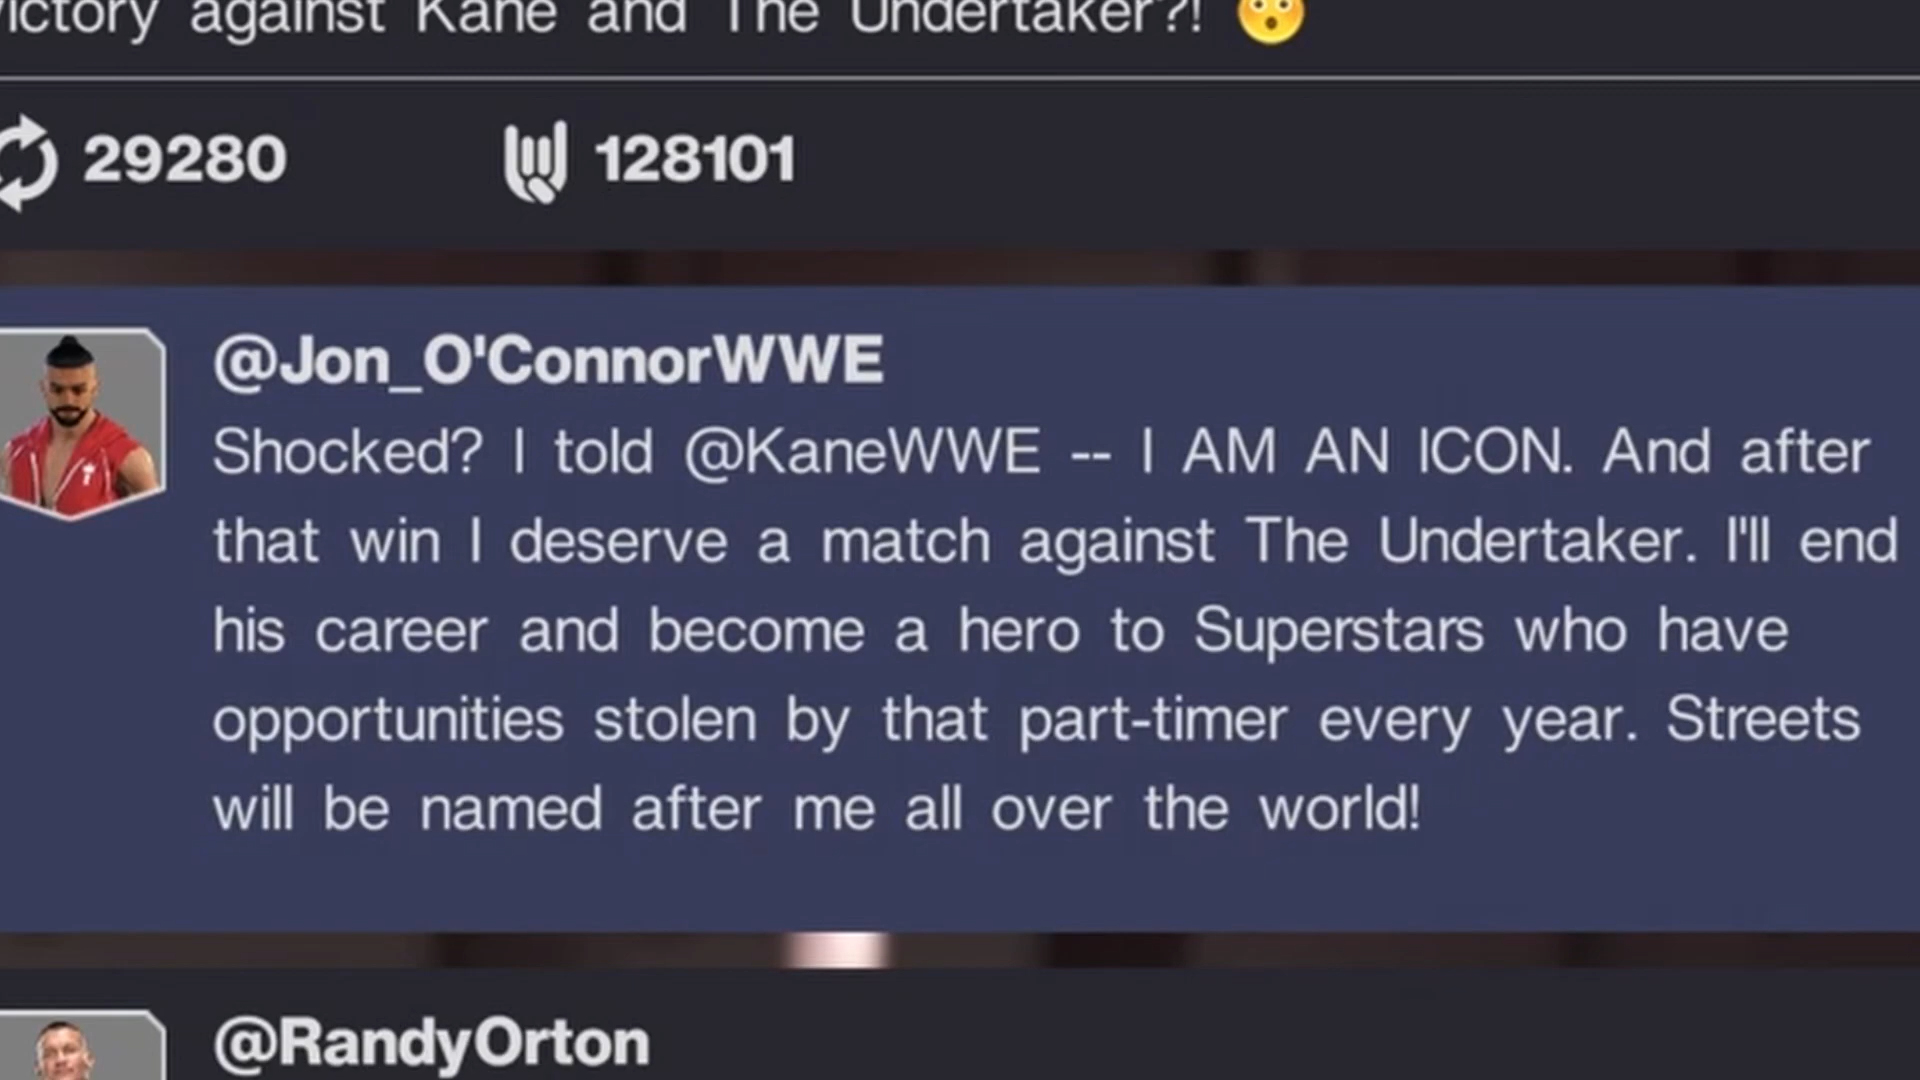 victory against Kane and The Undertaker?! 😮
29280 128101
@Jon_O'ConnorWWE
Shocked? I told @KaneWWE -- I AM AN ICON. And after
that win I deserve a match against The Undertaker. I'll end
his career and become a hero to Superstars who have
opportunities stolen by that part-timer every year. Streets
will be named after me all over the world!
@RandyOrton